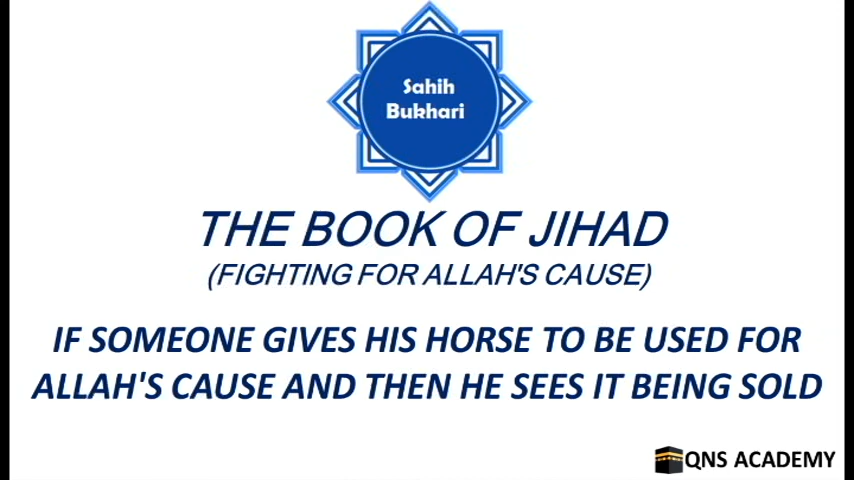 Sahih
Bukhari
THE BOOK OF JIHAD
(FIGHTING FOR ALLAH'S CAUSE)
IF SOMEONE GIVES HIS HORSE TO BE USED FOR
ALLAH'S CAUSE AND THEN HE SEES IT BEING SOLD
QNS ACADEMY